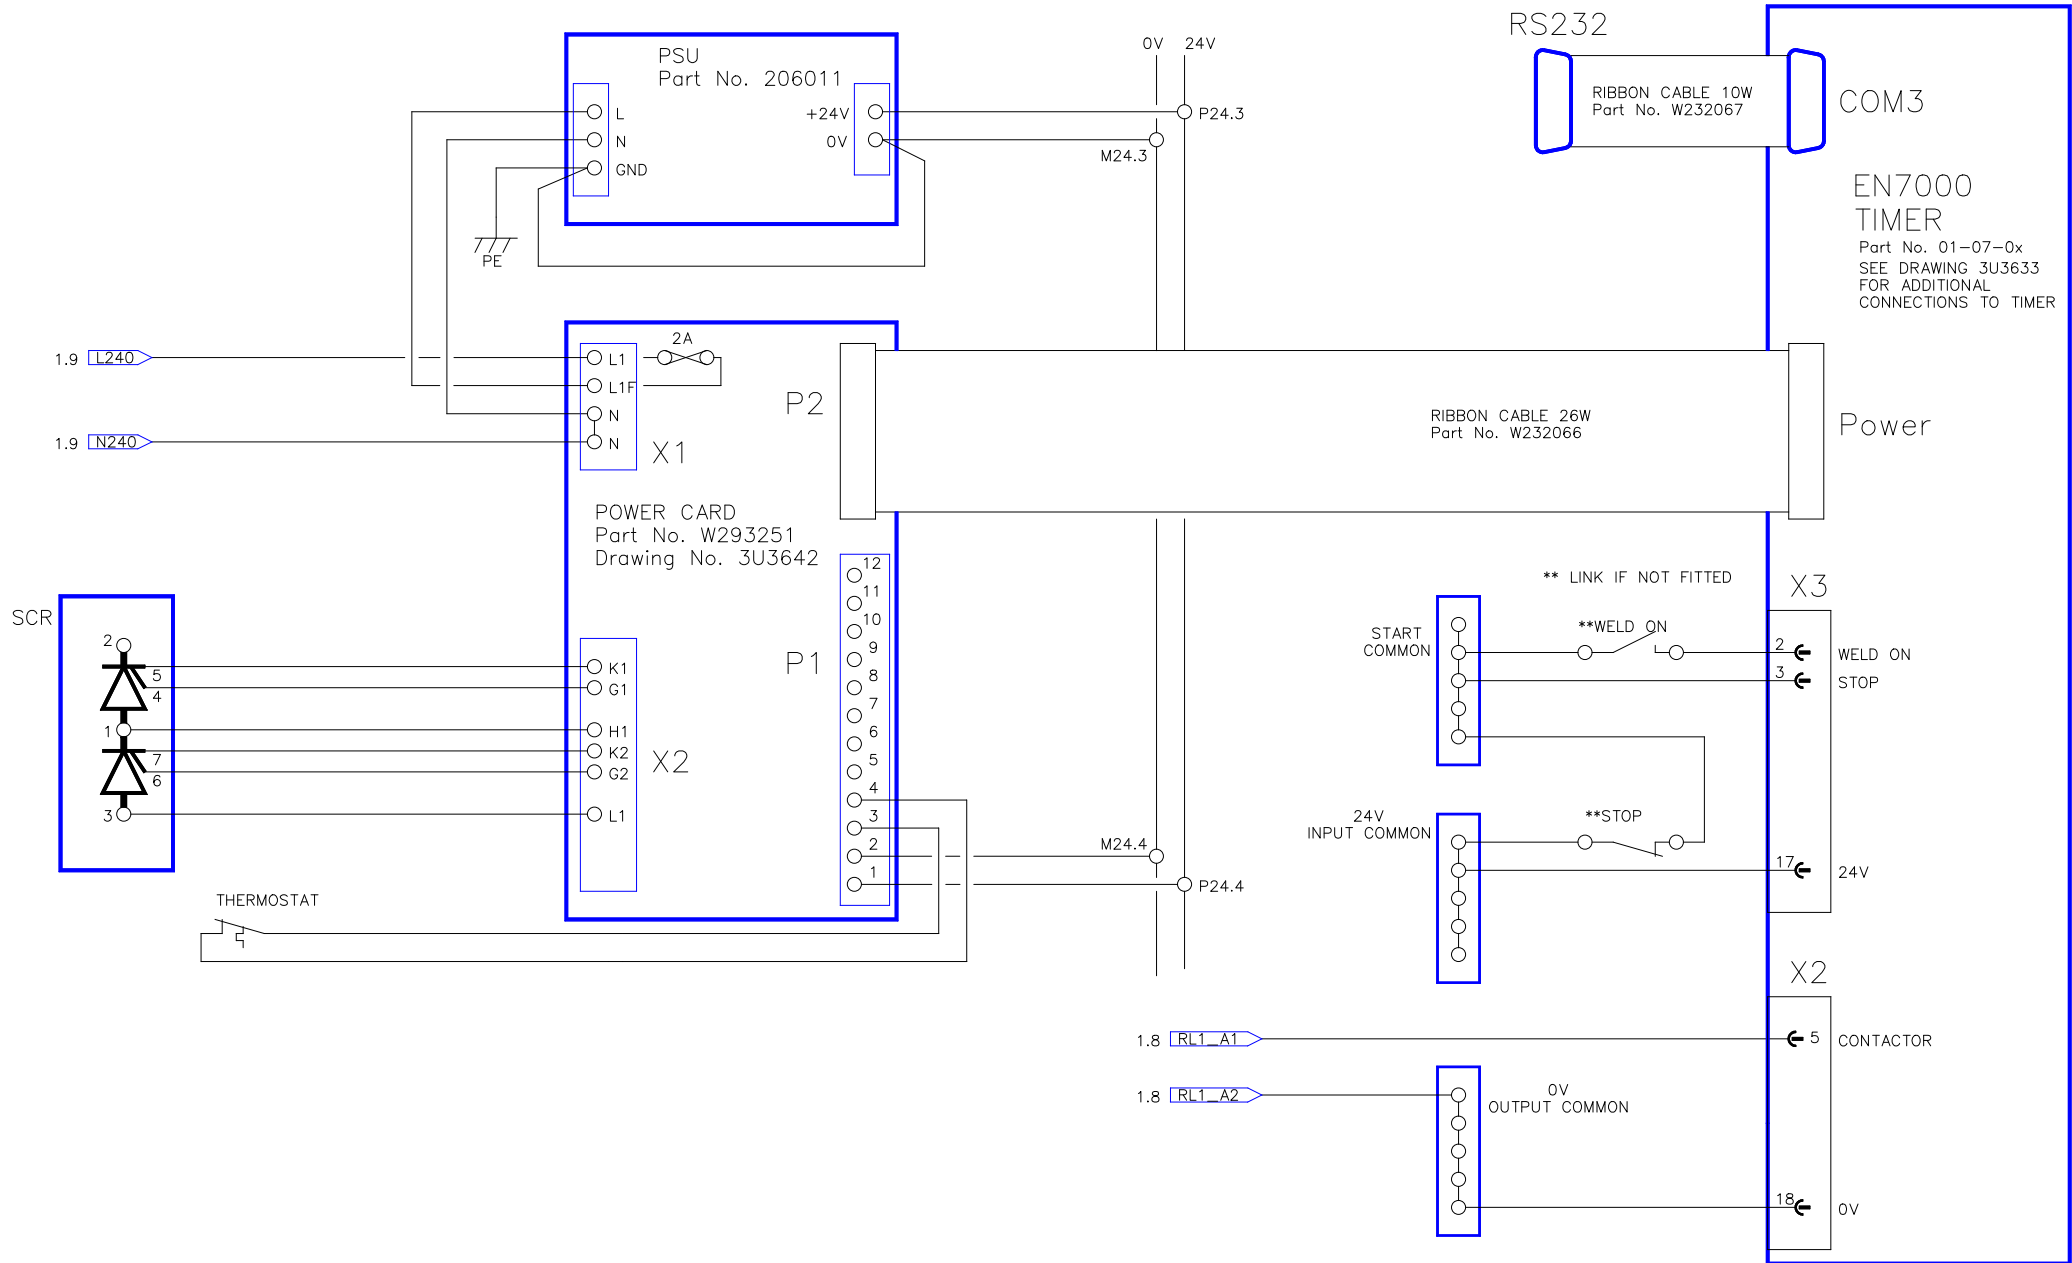 RS232
0V 24V
PSU
Part No. 206011
L
N
GND
+24V
0V
P24.3
M24.3
PE
RIBBON CABLE 10W
Part No. W232067
COM3
EN7000
TIMER
Part No. 01-07-0x
SEE DRAWING 3U3633
FOR ADDITIONAL
CONNECTIONS TO TIMER
1.9 L240
1.9 N240
L1
L1F
N
N
2A
X1
P2
RIBBON CABLE 26W
Part No. W232066
Power
POWER CARD
Part No. W293251
Drawing No. 3U3642
SCR
2
5
4
1
7
6
3
K1
G1
H1
K2
G2
L1
X2
P1
12
11
10
9
8
7
6
5
4
3
2
1
M24.4
P24.4
THERMOSTAT
** LINK IF NOT FITTED
X3
START
COMMON
**WELD ON
2 WELD ON
3 STOP
24V
INPUT COMMON
**STOP
17 24V
X2
1.8 RL1_A1
5 CONTACTOR
1.8 RL1_A2
0V
OUTPUT COMMON
18 0V